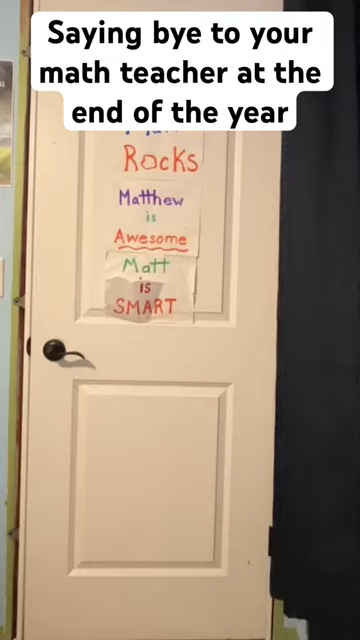 Saying bye to your
math teacher at the
end of the year
Rocks
Matthew
is
Awesome
Matt
is
SMART